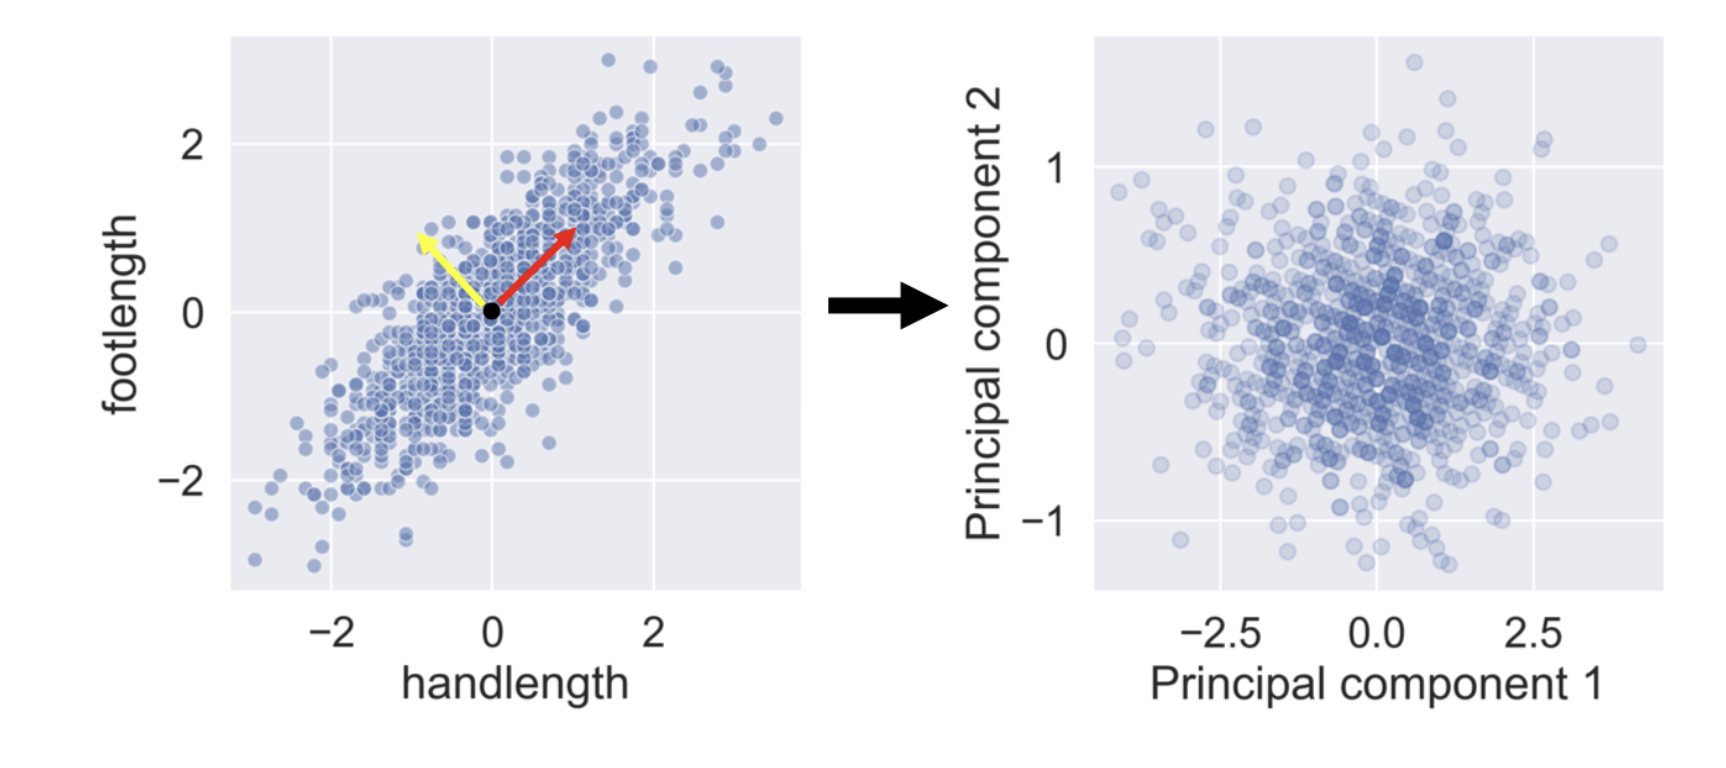 footlength
2
0
−2
−2 0 2
handlength
Principal component 2
1
0
−1
−2.5 0.0 2.5
Principal component 1